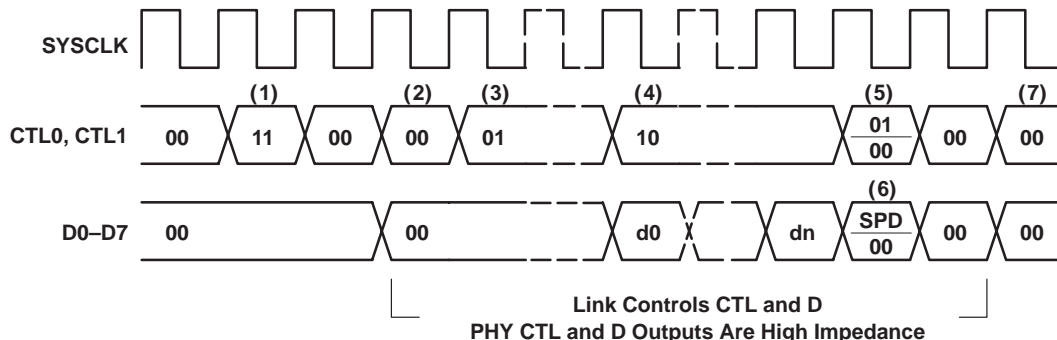 SYSCLK
(1) (2) (3) (4) (5) (7)
CTL0, CTL1 00 11 00 00 01 10 01 00 00 00
(6)
D0–D7 00 00 d0 dn SPD 00 00 00
Link Controls CTL and D
PHY CTL and D Outputs Are High Impedance